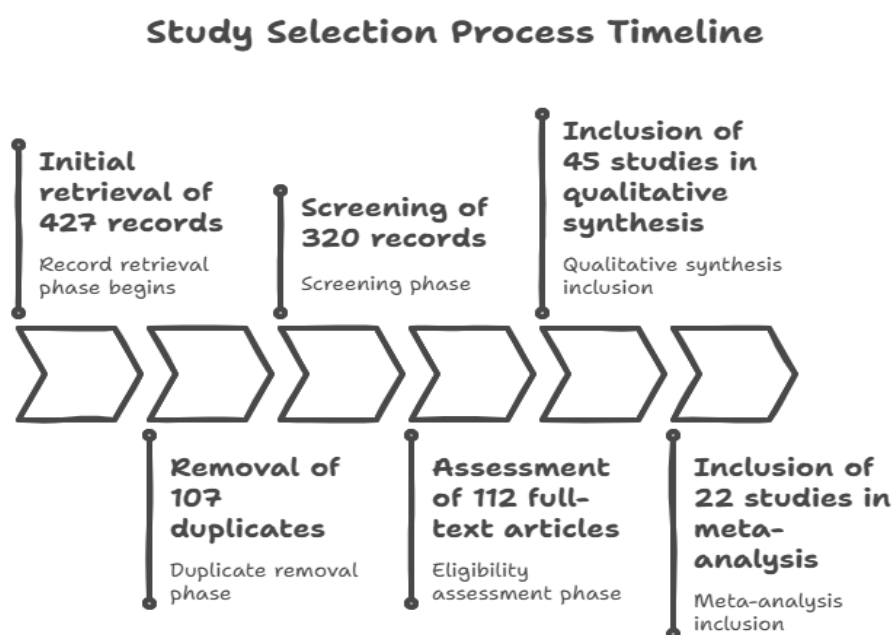 Study Selection Process Timeline
Initial
retrieval of
427 records
Record retrieval
phase begins
Removal of
107
duplicates
Duplicate removal
phase
Screening of
320 records
Screening phase
Assessment
of 112 full-
text articles
Eligibility
assessment phase
Inclusion of
45 studies in
qualitative
synthesis
Qualitative synthesis
inclusion
Inclusion of
22 studies in
meta-
analysis
Meta-analysis
inclusion